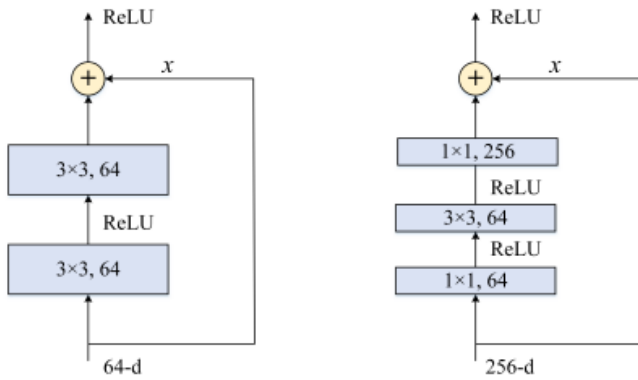 ReLU
x
+
3×3, 64
ReLU
3×3, 64
64-d
ReLU
x
+
1×1, 256
ReLU
3×3, 64
ReLU
1×1, 64
256-d